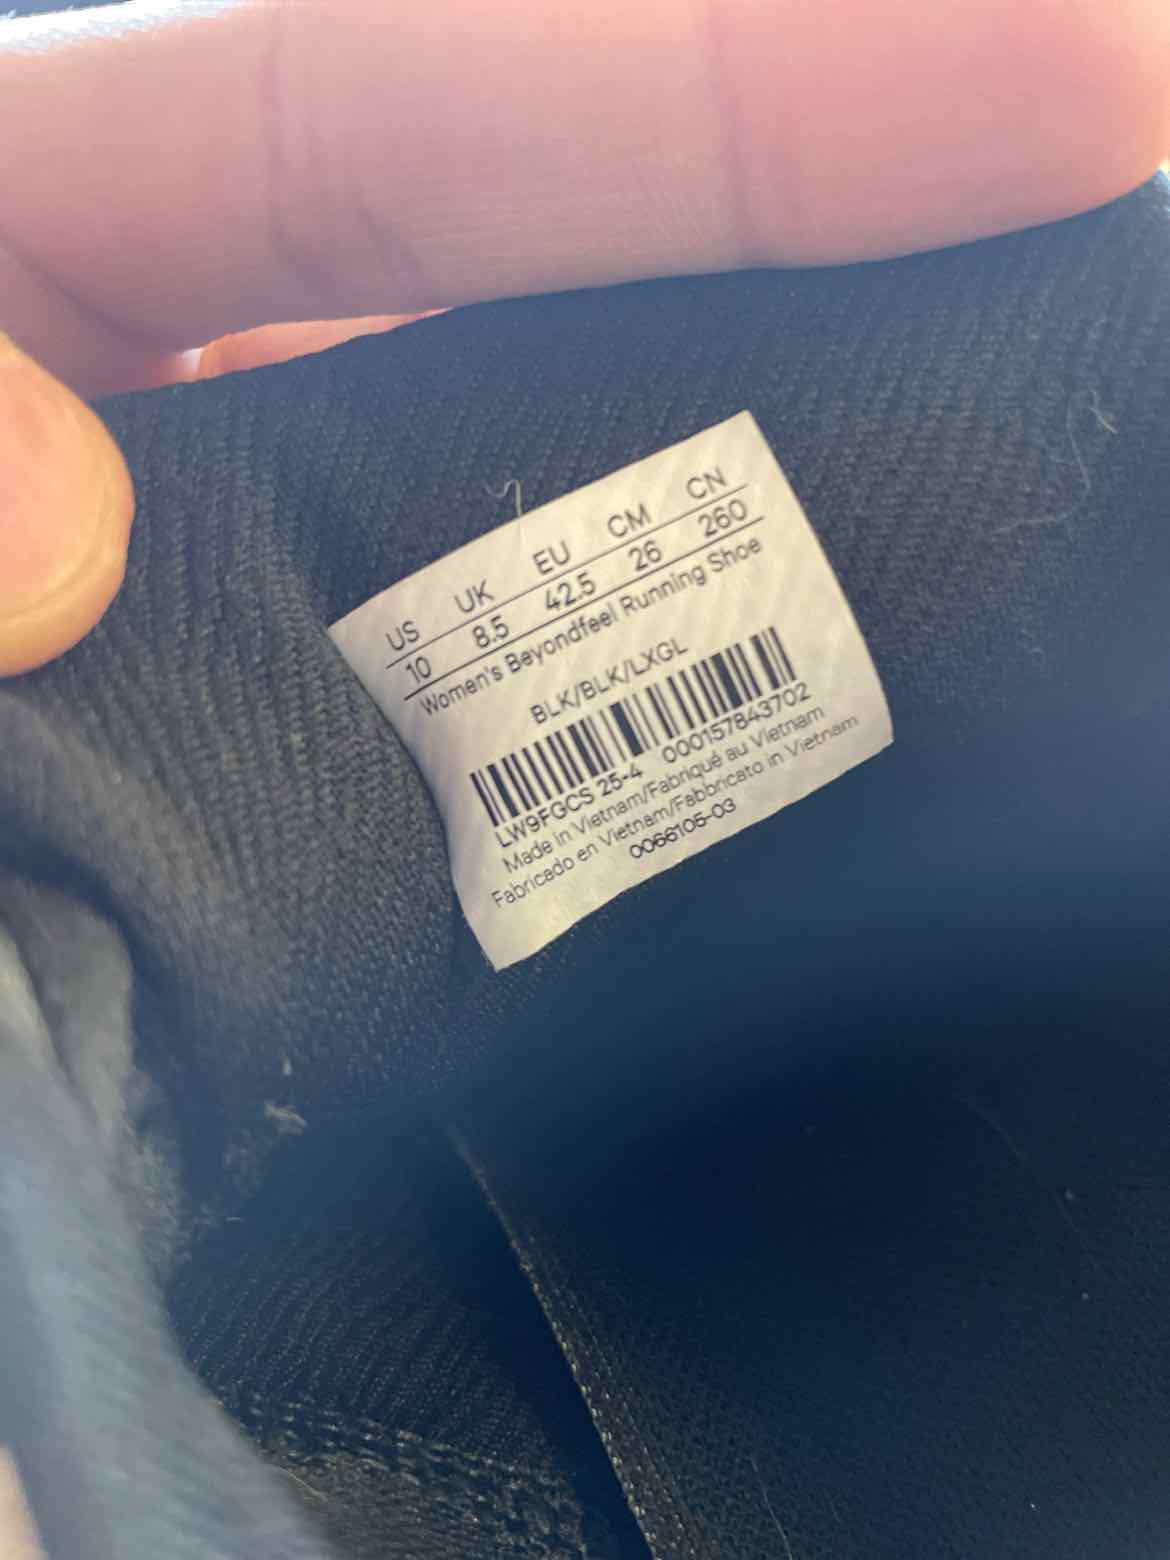 US UK EU CM CN
10 8.5 42.5 26 260
Women's Beyondfeel Running Shoe
BLK/BLK/LXGL
LW9FGCS 25-4 000157843702
Made in Vietnam/Fabriqué au Vietnam
Fabricado en Vietnam/Fabbricato in Vietnam
0066105-03